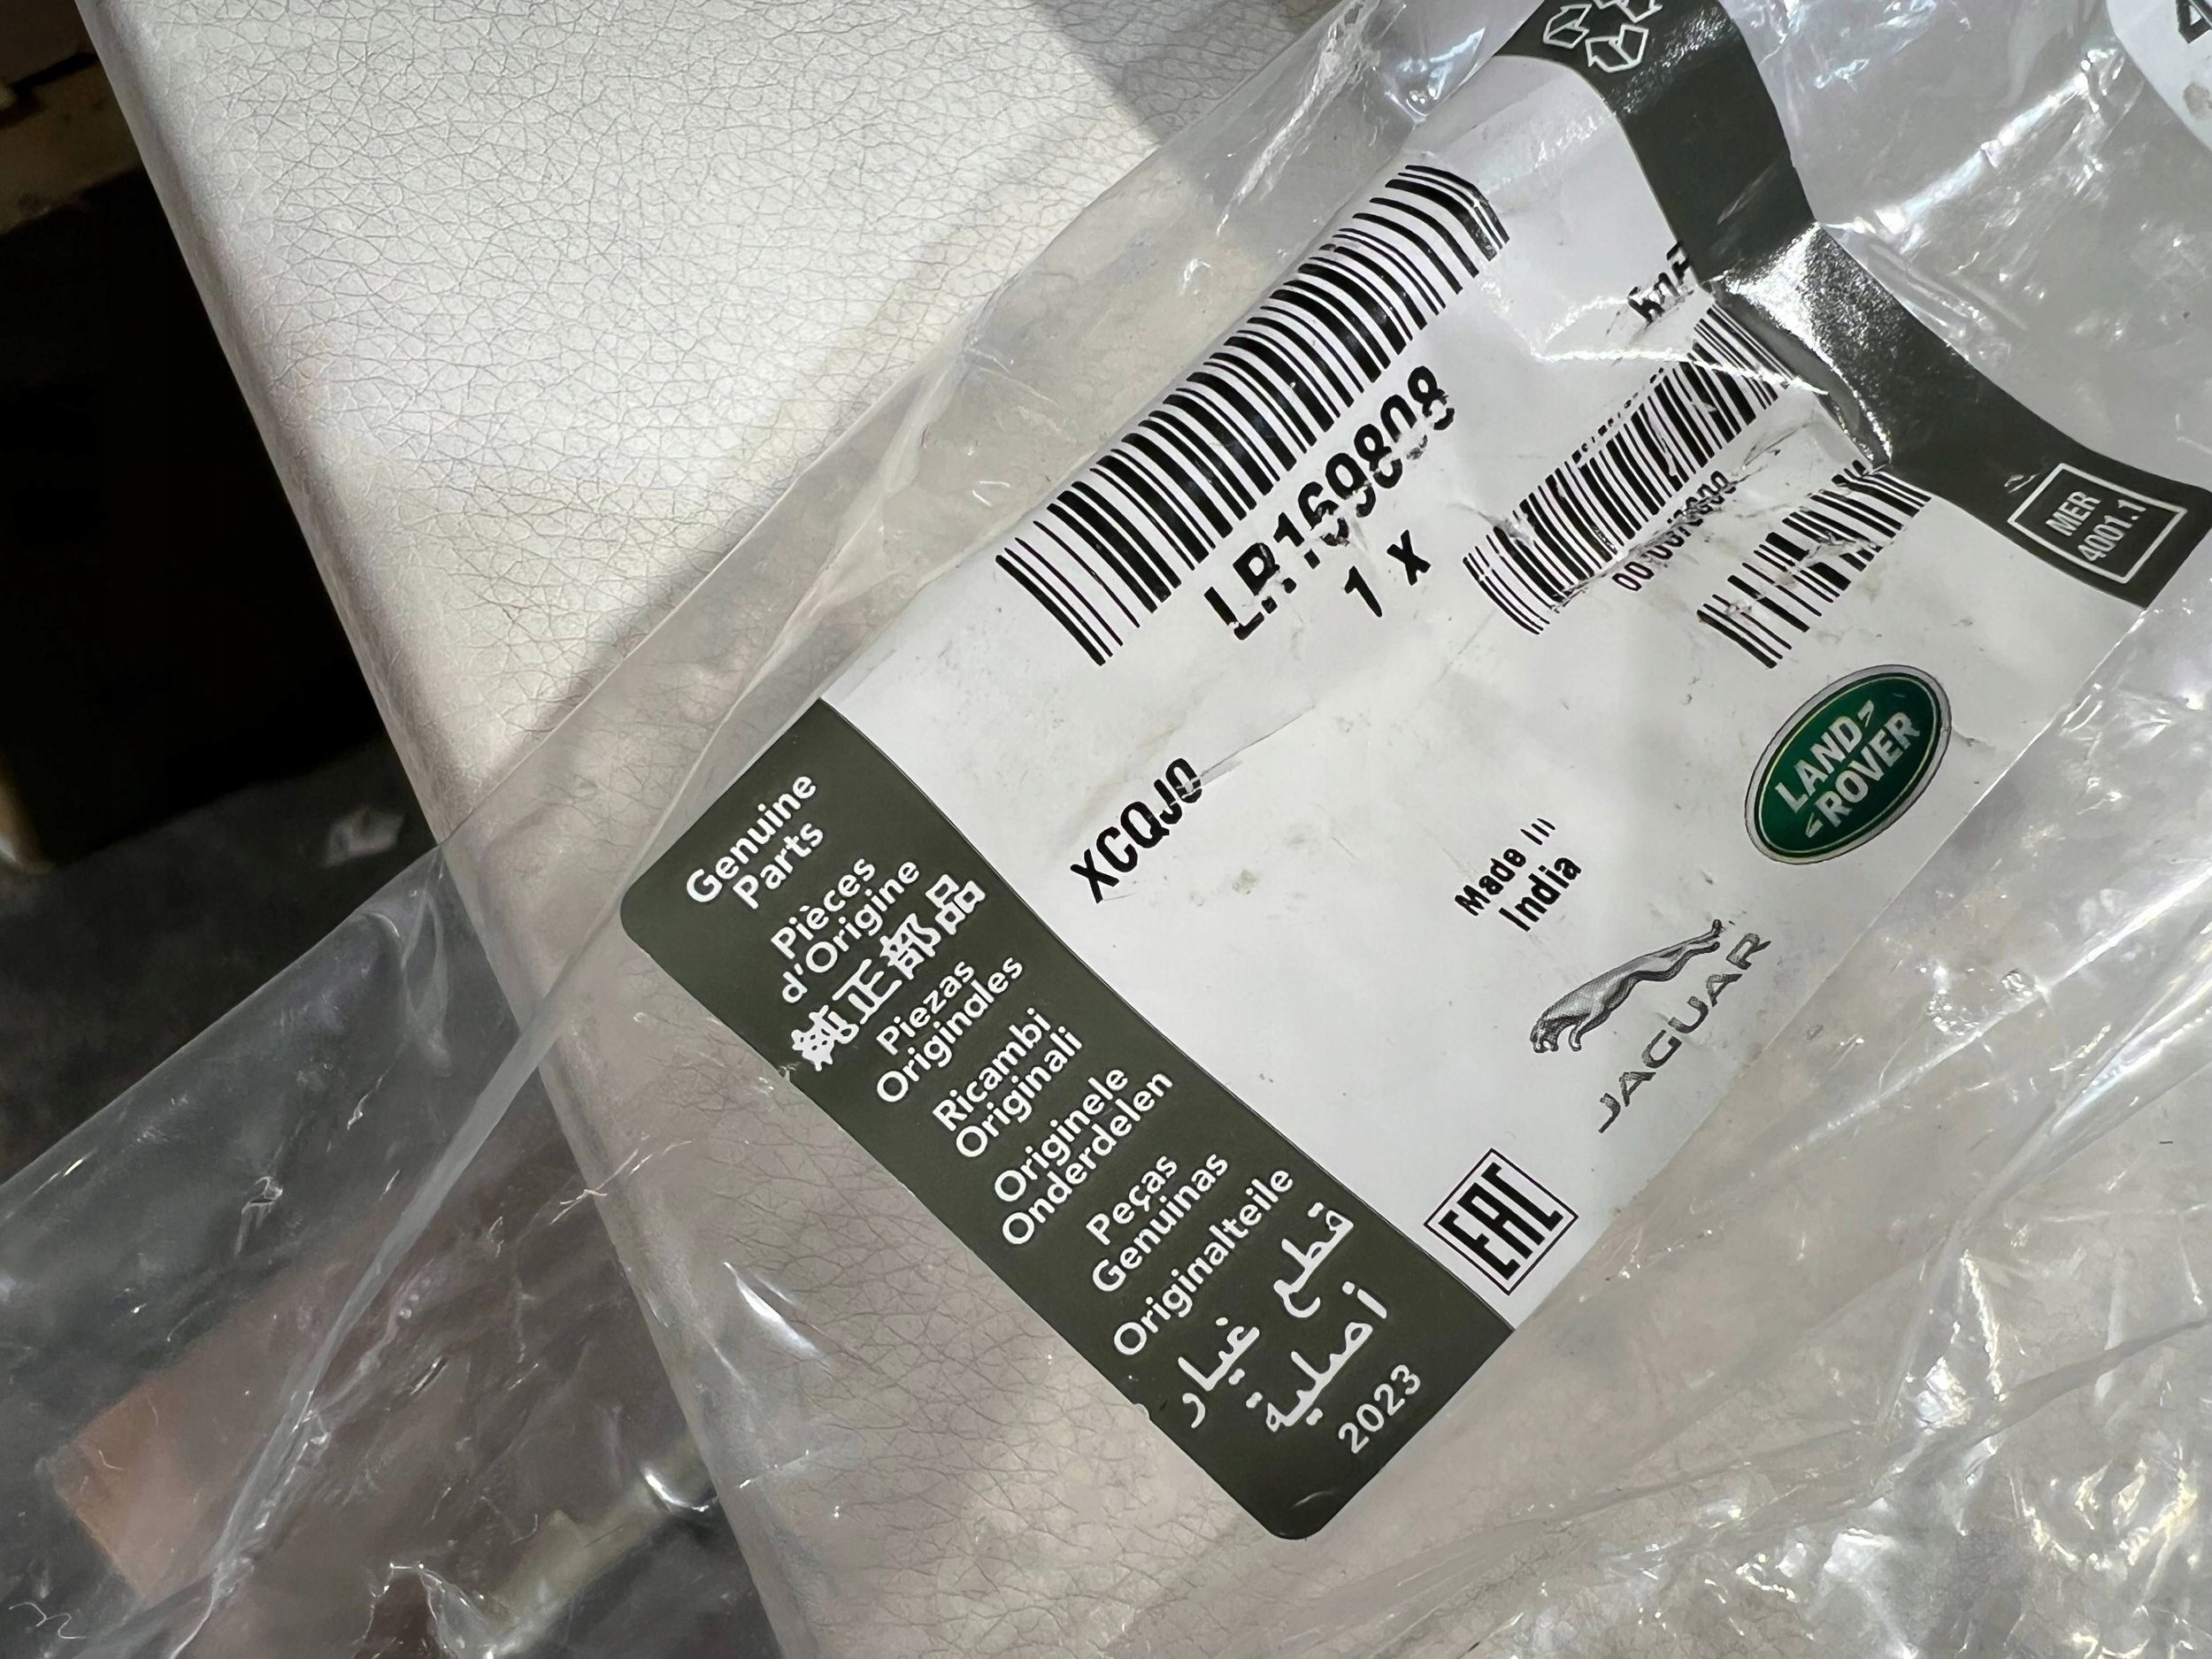 LR169808
1 X
XCQJ0
Made in
India
LAND
ROVER
JAGUAR
EAC
MER
4001.1
Genuine
Parts
Pièces
d'Origine
純正部品
Piezas
Originales
Ricambi
Originali
Originele
Onderdelen
Peças
Genuinas
Originalteile
قطع غيار
أصلية
2023